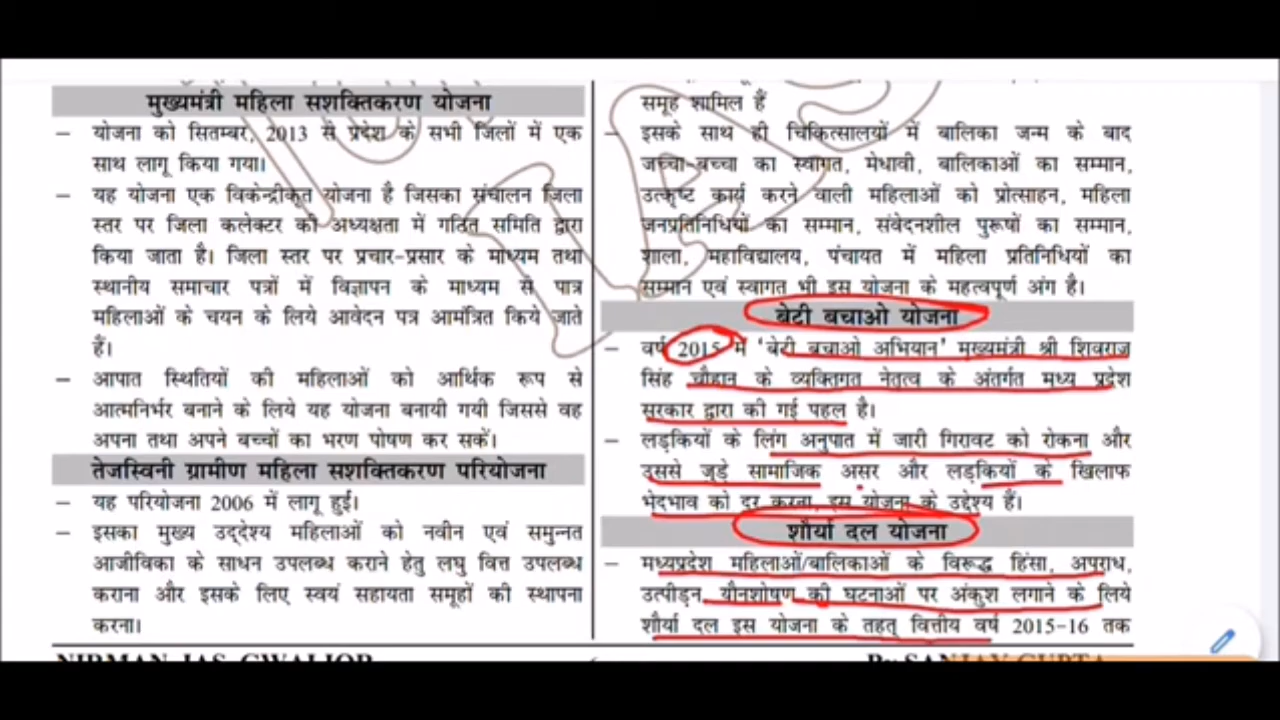 मुख्यमंत्री महिला सशक्तिकरण योजना
– योजना को सितम्बर, 2013 से प्रदेश के सभी जिलों में एक
साथ लागू किया गया।
– यह योजना एक विकेन्द्रीकृत योजना है जिसका संचालन जिला
स्तर पर जिला कलेक्टर की अध्यक्षता में गठित समिति द्वारा
किया जाता है। जिला स्तर पर प्रचार-प्रसार के माध्यम तथा
स्थानीय समाचार पत्रों में विज्ञापन के माध्यम से पात्र
महिलाओं के चयन के लिये आवेदन पत्र आमंत्रित किये जाते
हैं।
– आपात स्थितियों की महिलाओं को आर्थिक रूप से
आत्मनिर्भर बनाने के लिये यह योजना बनायी गयी जिससे वह
अपना तथा अपने बच्चों का भरण पोषण कर सकें।
तेजस्विनी ग्रामीण महिला सशक्तिकरण परियोजना
– यह परियोजना 2006 में लागू हुई।
– इसका मुख्य उद्देश्य महिलाओं को नवीन एवं समुन्नत
आजीविका के साधन उपलब्ध कराने हेतु लघु वित्त उपलब्ध
कराना और इसके लिए स्वयं सहायता समूहों की स्थापना
करना।
समूह शामिल हैं
– इसके साथ ही चिकित्सालयों में बालिका जन्म के बाद
जच्चा-बच्चा का स्वागत, मेधावी, बालिकाओं का सम्मान,
उत्कृष्ट कार्य करने वाली महिलाओं को प्रोत्साहन, महिला
जनप्रतिनिधियों का सम्मान, संवेदनशील पुरूषों का सम्मान,
शाला, महाविद्यालय, पंचायत में महिला प्रतिनिधियों का
सम्मान एवं स्वागत भी इस योजना के महत्वपूर्ण अंग है।
बेटी बचाओ योजना
– वर्ष 2015 में ‘बेटी बचाओ अभियान’ मुख्यमंत्री श्री शिवराज
सिंह चौहान के व्यक्तिगत नेतृत्व के अंतर्गत मध्य प्रदेश
सरकार द्वारा की गई पहल है।
– लड़कियों के लिंग अनुपात में जारी गिरावट को रोकना और
उससे जुड़े सामाजिक असर और लड़कियों के खिलाफ
भेदभाव को दूर करना, इस योजना के उद्देश्य हैं।
शौर्या दल योजना
– मध्यप्रदेश महिलाओं/बालिकाओं के विरूद्ध हिंसा, अपराध,
उत्पीड़न, यौनशोषण की घटनाओं पर अंकुश लगाने के लिये
शौर्या दल इस योजना के तहत् वित्तीय वर्ष 2015-16 तक
NIRMAN IAS GWALIOR
By SANJAY GUPTA